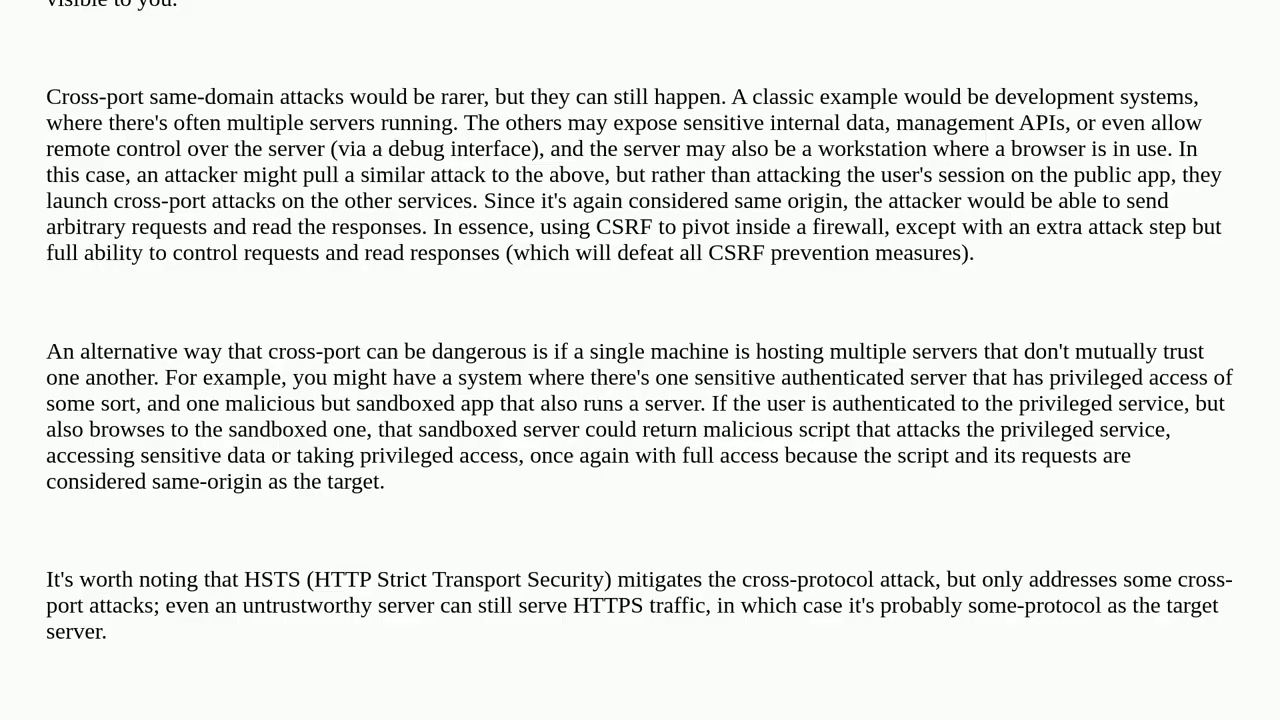 visible to you.
Cross-port same-domain attacks would be rarer, but they can still happen. A classic example would be development systems,
where there's often multiple servers running. The others may expose sensitive internal data, management APIs, or even allow
remote control over the server (via a debug interface), and the server may also be a workstation where a browser is in use. In
this case, an attacker might pull a similar attack to the above, but rather than attacking the user's session on the public app, they
launch cross-port attacks on the other services. Since it's again considered same origin, the attacker would be able to send
arbitrary requests and read the responses. In essence, using CSRF to pivot inside a firewall, except with an extra attack step but
full ability to control requests and read responses (which will defeat all CSRF prevention measures).
An alternative way that cross-port can be dangerous is if a single machine is hosting multiple servers that don't mutually trust
one another. For example, you might have a system where there's one sensitive authenticated server that has privileged access of
some sort, and one malicious but sandboxed app that also runs a server. If the user is authenticated to the privileged service, but
also browses to the sandboxed one, that sandboxed server could return malicious script that attacks the privileged service,
accessing sensitive data or taking privileged access, once again with full access because the script and its requests are
considered same-origin as the target.
It's worth noting that HSTS (HTTP Strict Transport Security) mitigates the cross-protocol attack, but only addresses some cross-
port attacks; even an untrustworthy server can still serve HTTPS traffic, in which case it's probably some-protocol as the target
server.